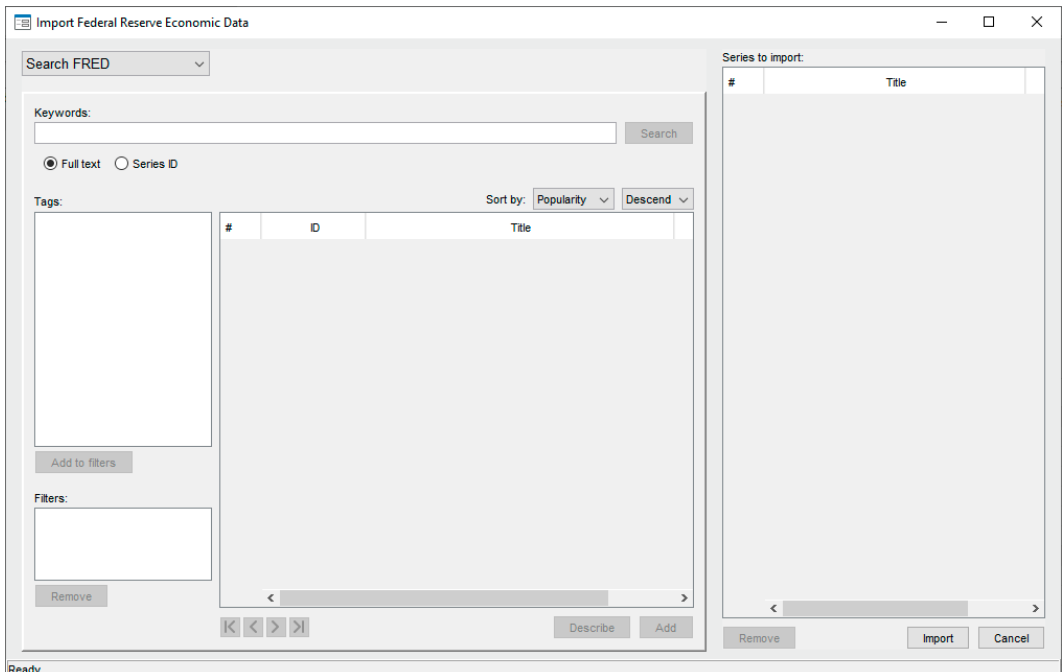 Import Federal Reserve Economic Data
Search FRED
Keywords:
Search
Full text Series ID
Tags:
Sort by: Popularity Descend
# ID Title
Add to filters
Filters:
Remove
Describe Add
Series to import:
# Title
Remove Import Cancel
Ready